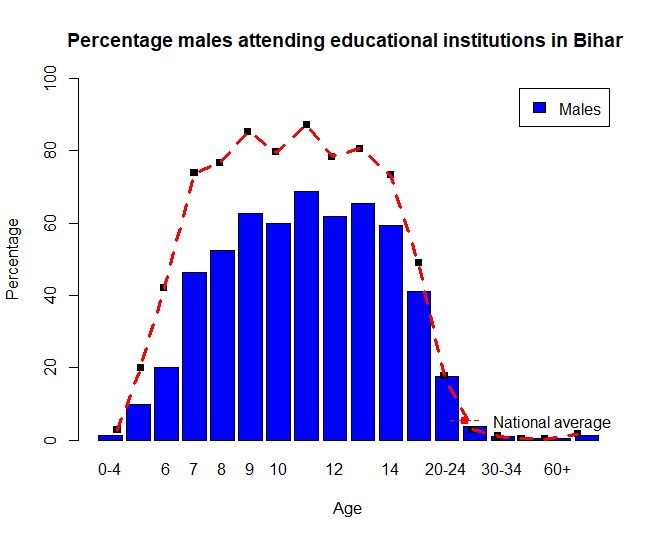 Percentage males attending educational institutions in Bihar
Males
Percentage
100
80
60
40
20
0
National average
0-4 6 7 8 9 10 12 14 20-24 30-34 60+
Age